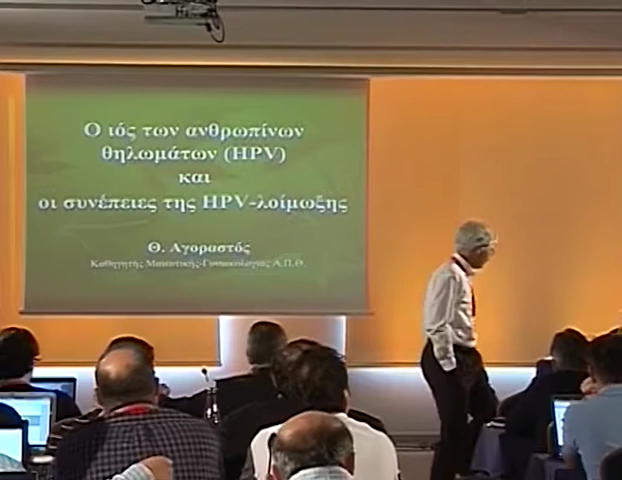 Ο ιός των ανθρωπίνων
θηλωμάτων (HPV)
και
οι συνέπειες της HPV-λοίμωξης
Θ. Αγοραστός
Καθηγητής Μαιευτικής-Γυναικολογίας Α.Π.Θ.